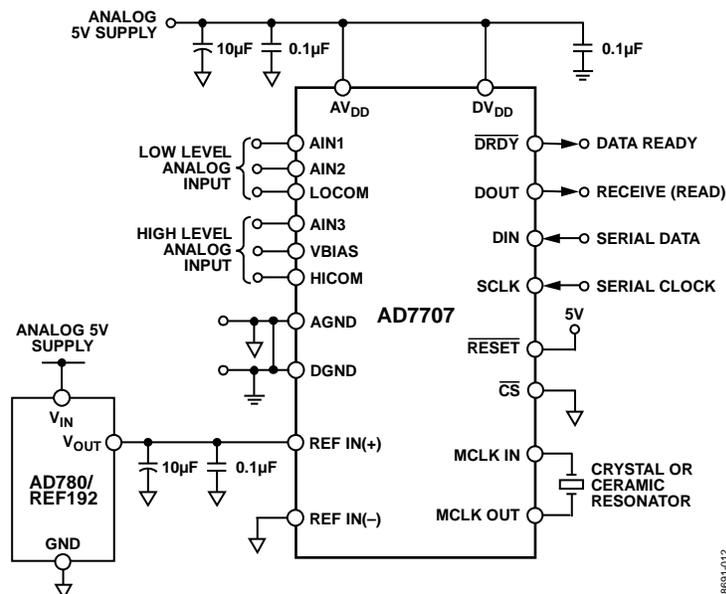 ANALOG
5V SUPPLY
10µF
0.1µF
0.1µF
AVDD
DVDD
LOW LEVEL
ANALOG
INPUT
AIN1
AIN2
LOCOM
HIGH LEVEL
ANALOG
INPUT
AIN3
VBIAS
HICOM
AGND
DGND
AD7707
DRDY
DATA READY
DOUT
RECEIVE (READ)
DIN
SERIAL DATA
SCLK
SERIAL CLOCK
5V
RESET
CS
MCLK IN
MCLK OUT
CRYSTAL OR
CERAMIC
RESONATOR
ANALOG 5V
SUPPLY
VIN
VOUT
AD780/
REF192
GND
10µF
0.1µF
REF IN(+)
REF IN(–)